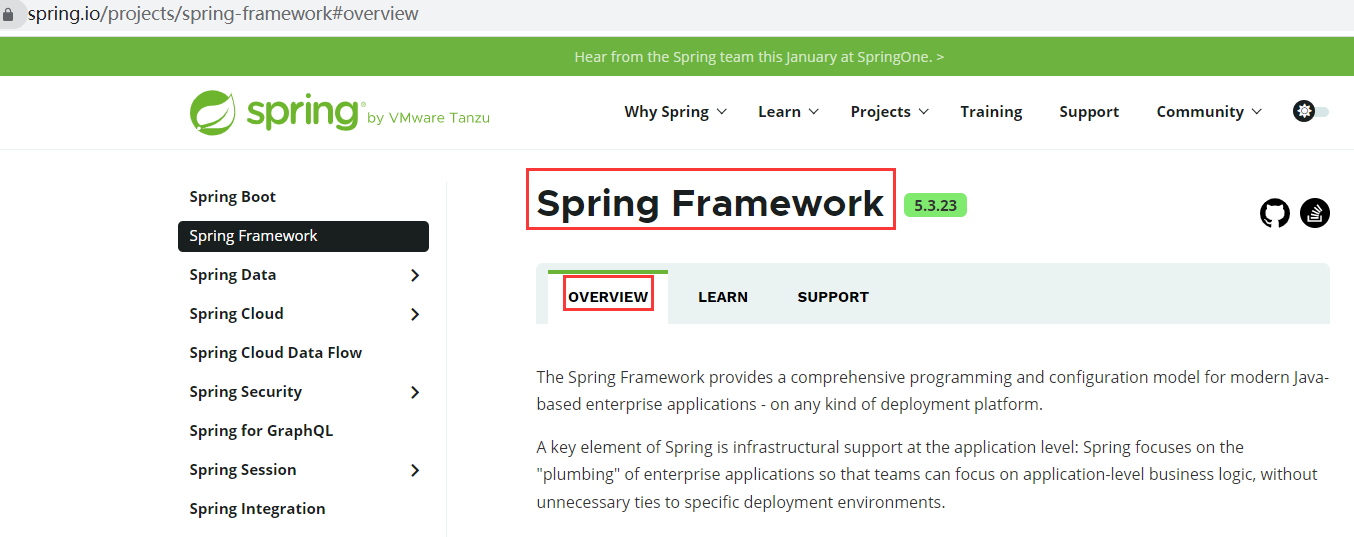 spring.io/projects/spring-framework#overview
Hear from the Spring team this January at SpringOne. >
spring® by VMware Tanzu
Why Spring
Learn
Projects
Training
Support
Community
Spring Boot
Spring Framework
Spring Data
Spring Cloud
Spring Cloud Data Flow
Spring Security
Spring for GraphQL
Spring Session
Spring Integration
Spring Framework 5.3.23
OVERVIEW
LEARN
SUPPORT
The Spring Framework provides a comprehensive programming and configuration model for modern Java-
based enterprise applications - on any kind of deployment platform.
A key element of Spring is infrastructural support at the application level: Spring focuses on the
"plumbing" of enterprise applications so that teams can focus on application-level business logic, without
unnecessary ties to specific deployment environments.